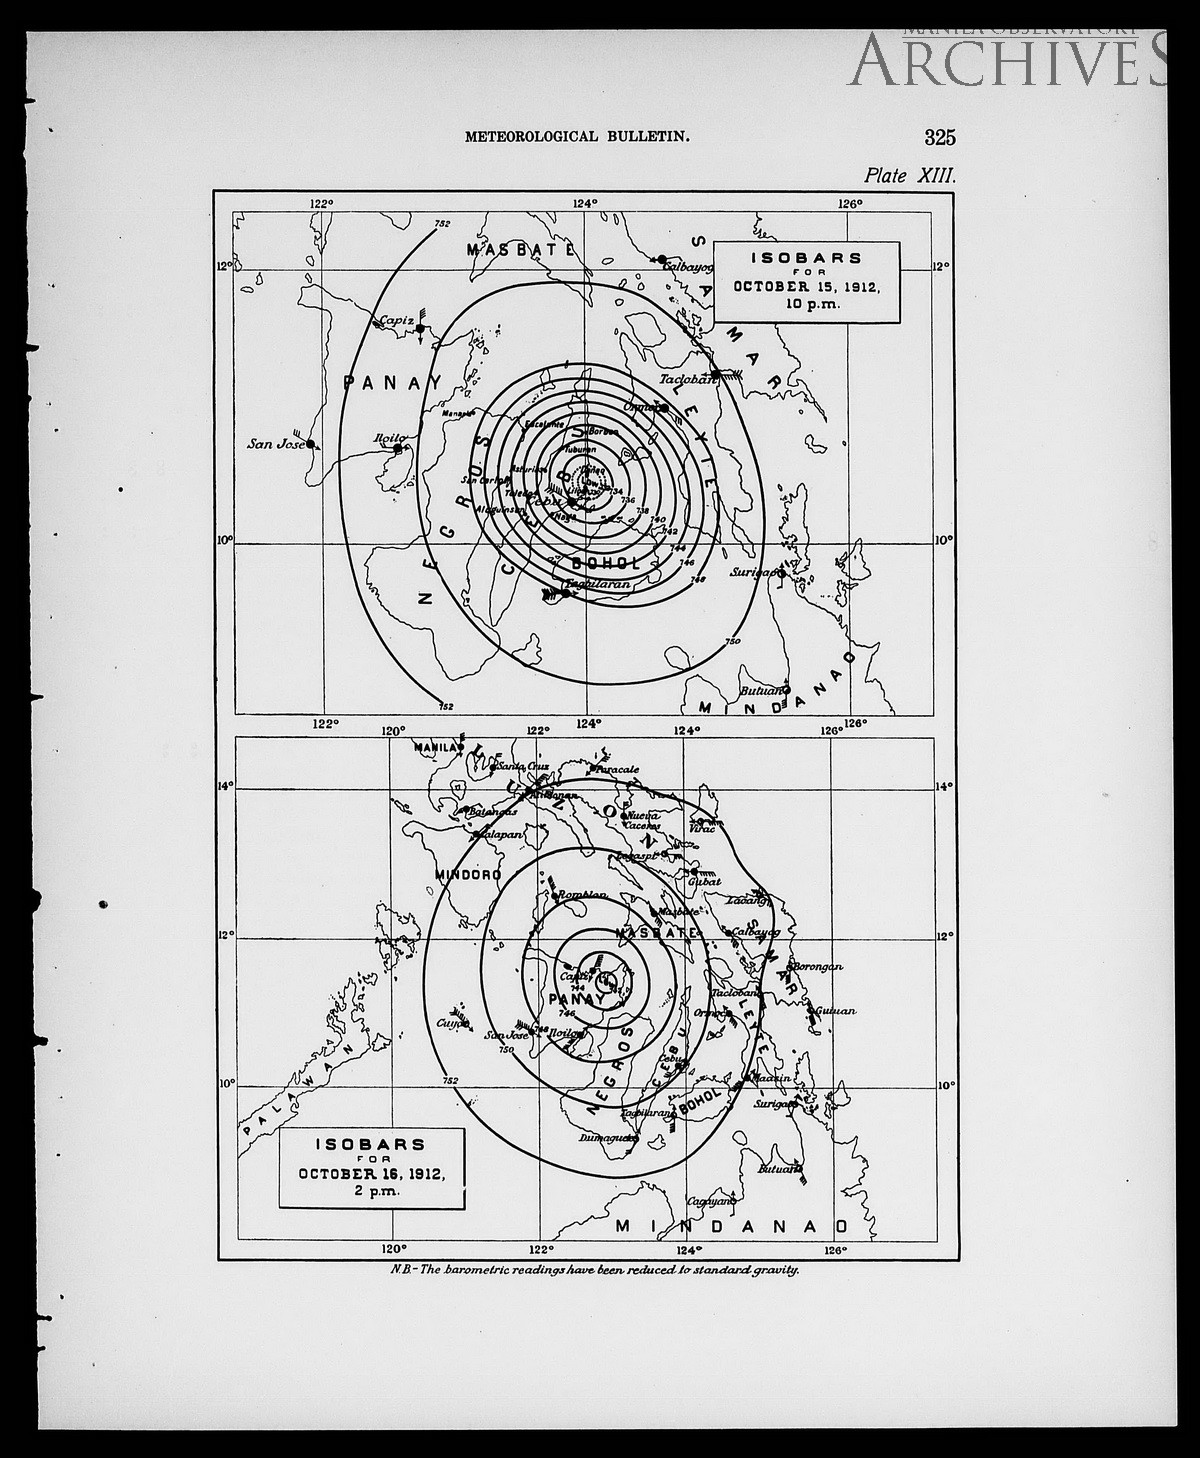 MANILA OBSERVATORY
ARCHIVES
METEOROLOGICAL BULLETIN.
325
Plate XIII.
122°
124°
126°
752
MASBATE
12°
12°
SAMAR
Calbayog
ISOBARS
FOR
OCTOBER 15, 1912,
10 p.m.
Capiz
PANAY
Tacloban
LEYTE
Ormoc
Escalante
Borbon
San Jose
Iloilo
Tuburan
NEGROS
CEBU
Asturias
Danao
San Carlos
Low
Liloan
734
Toledo
Cebu
736
Naga
738
740
742
10°
10°
744
BOHOL
746
Surigao
748
Tagbilaran
750
MINDANAO
Butuan
752
122°
124°
126°
120°
122°
124°
126°
MANILA
LUZON
Santa Cruz
Paracale
14°
14°
Atimonan
Batangas
Nueva
Caceres
Virac
Calapan
Legaspi
MINDORO
Gubat
Romblon
Laoang
Masbate
12°
MASBATE
Calbayog
12°
SAMAR
Capiz
Low
Borongan
744
PANAY
Tacloban
746
Ormoc
Guiuan
Cuyo
748
San Jose
Iloilo
LEYTE
750
NEGROS
CEBU
Cebu
752
10°
Maasin
10°
PALAWAN
BOHOL
Surigao
Tagbilaran
Dumaguete
ISOBARS
FOR
OCTOBER 16, 1912,
2 p.m.
Butuan
Cagayan
MINDANAO
120°
122°
124°
126°
N.B.- The barometric readings have been reduced to standard gravity.